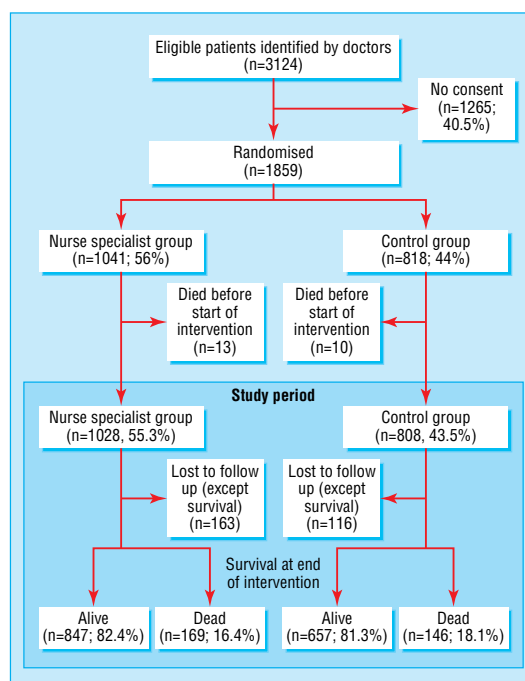 Eligible patients identified by doctors
(n=3124)
No consent
(n=1265;
40.5%)
Randomised
(n=1859)
Nurse specialist group
(n=1041; 56%)
Control group
(n=818; 44%)
Died before
start of
intervention
(n=13)
Died before
start of
intervention
(n=10)
Study period
Nurse specialist group
(n=1028, 55.3%)
Control group
(n=808, 43.5%)
Lost to follow
up (except
survival)
(n=163)
Lost to follow
up (except
survival)
(n=116)
Survival at end
of intervention
Alive
(n=847; 82.4%)
Dead
(n=169; 16.4%)
Alive
(n=657; 81.3%)
Dead
(n=146; 18.1%)